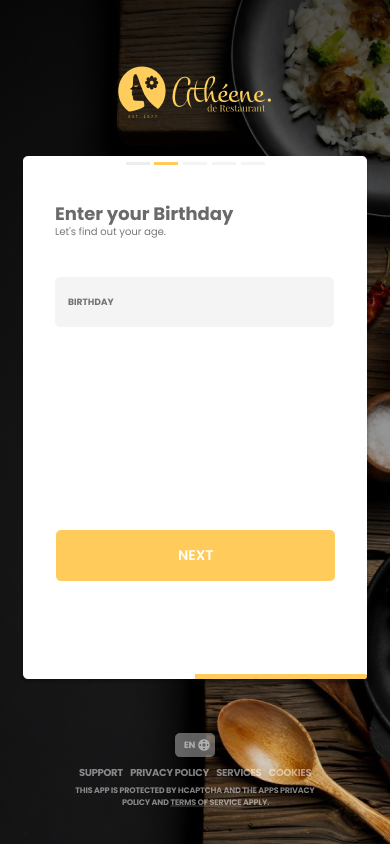 Athéene.
de Restaurant
EST. 1877
Enter your Birthday
Let's find out your age.
BIRTHDAY
NEXT
EN
SUPPORT PRIVACY POLICY SERVICES COOKIES
THIS APP IS PROTECTED BY HCAPTCHA AND THE APPS PRIVACY
POLICY AND TERMS OF SERVICE APPLY.